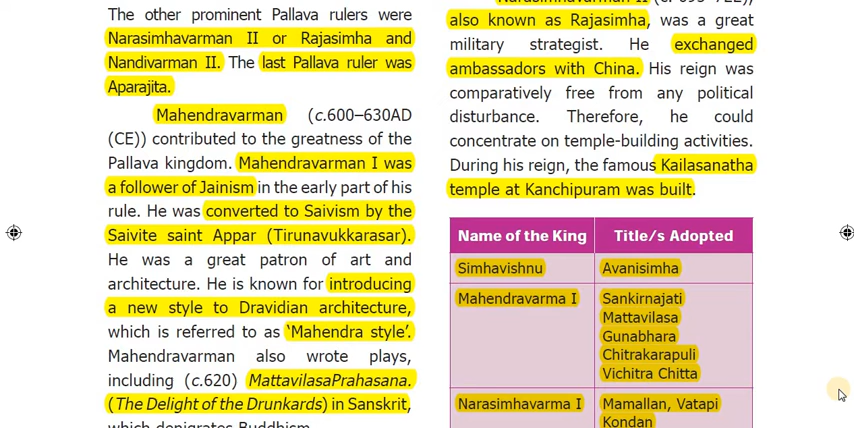 The other prominent Pallava rulers were
Narasimhavarman II or Rajasimha and
Nandivarman II. The last Pallava ruler was
Aparajita.
Mahendravarman (c.600–630AD
(CE)) contributed to the greatness of the
Pallava kingdom. Mahendravarman I was
a follower of Jainism in the early part of his
rule. He was converted to Saivism by the
Saivite saint Appar (Tirunavukkarasar).
He was a great patron of art and
architecture. He is known for introducing
a new style to Dravidian architecture,
which is referred to as ‘Mahendra style’.
Mahendravarman also wrote plays,
including (c.620) MattavilasaPrahasana.
(The Delight of the Drunkards) in Sanskrit,
which denigrates Buddhism.
Narasimhavarman II (c. 695–722),
also known as Rajasimha, was a great
military strategist. He exchanged
ambassadors with China. His reign was
comparatively free from any political
disturbance. Therefore, he could
concentrate on temple-building activities.
During his reign, the famous Kailasanatha
temple at Kanchipuram was built.
Name of the King Title/s Adopted
Simhavishnu Avanisimha
Mahendravarma I Sankirnajati
Mattavilasa
Gunabhara
Chitrakarapuli
Vichitra Chitta
Narasimhavarma I Mamallan, Vatapi
Kondan